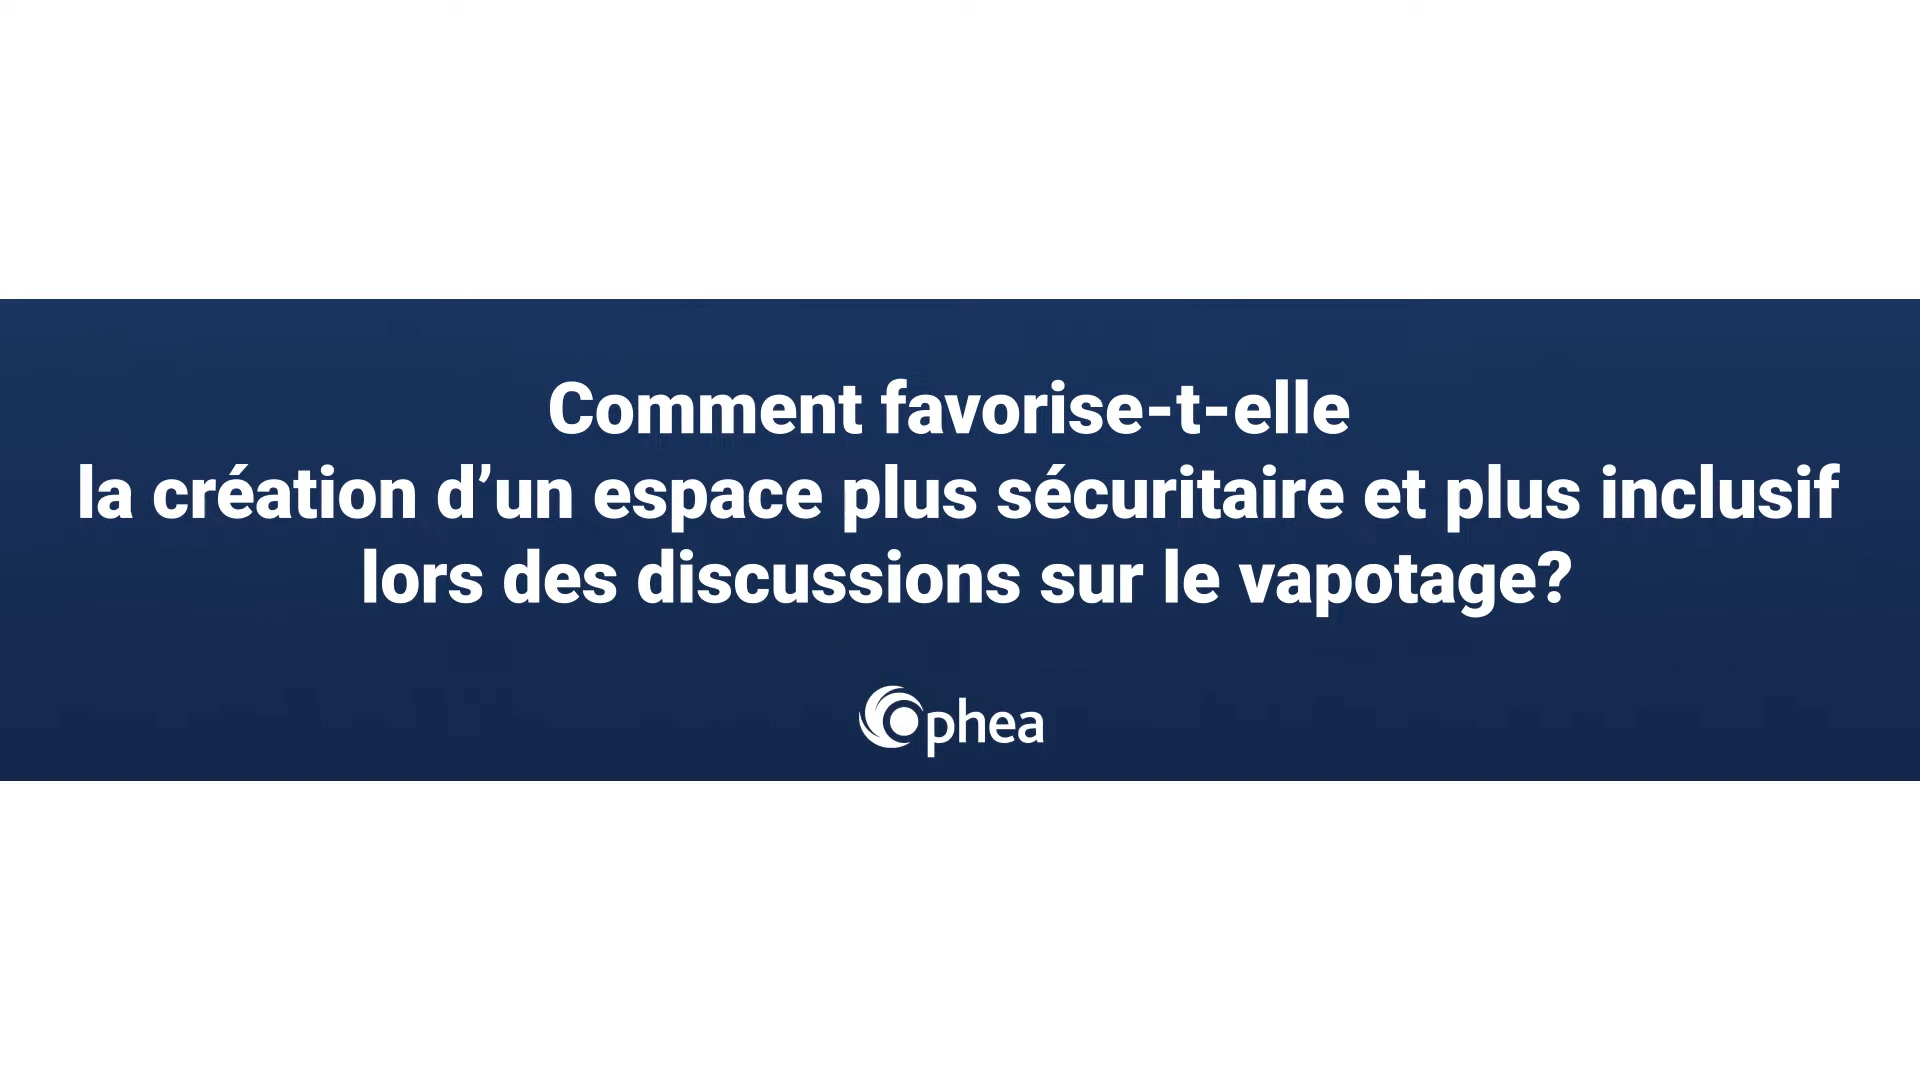 Comment favorise-t-elle
la création d’un espace plus sécuritaire et plus inclusif
lors des discussions sur le vapotage?
Ophea